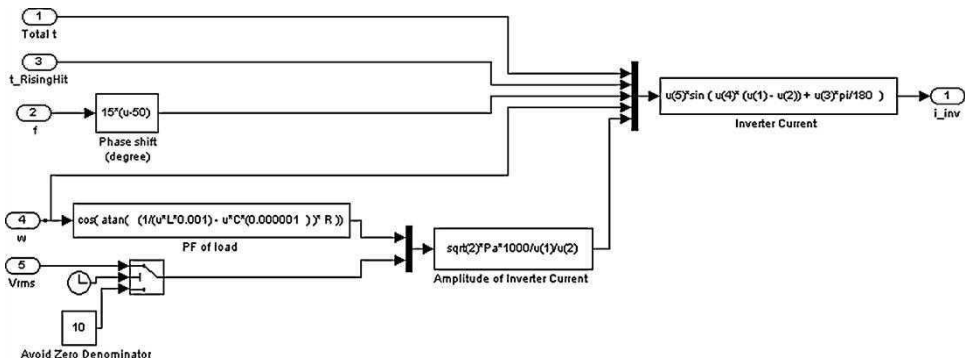 1
Total t
3
t_RisingHit
2
f
15*(u-50)
Phase shift
(degree)
u(5)*sin ( u(4)* (u(1) - u(2)) + u(3)*pi/180 )
Inverter Current
1
i_inv
4
w
cos( atan( (1/(u*L*0.001) - u*C*(0.000001 ) )* R ))
PF of load
5
Vrms
sqrt(2)*Pa*1000/u(1)/u(2)
Amplitude of Inverter Current
10
Avoid Zero Denominator